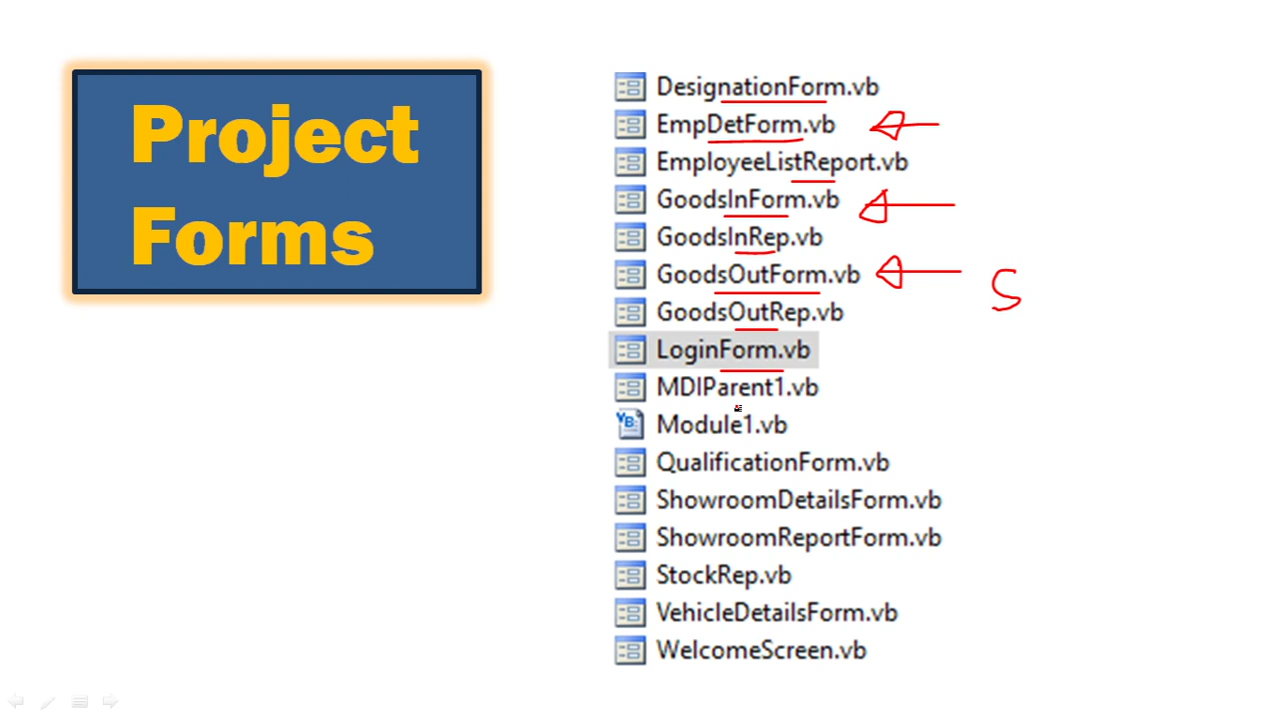 Project
Forms
DesignationForm.vb
EmpDetForm.vb
EmployeeListReport.vb
GoodsInForm.vb
GoodsInRep.vb
GoodsOutForm.vb
S
GoodsOutRep.vb
LoginForm.vb
MDIParent1.vb
Module1.vb
QualificationForm.vb
ShowroomDetailsForm.vb
ShowroomReportForm.vb
StockRep.vb
VehicleDetailsForm.vb
WelcomeScreen.vb